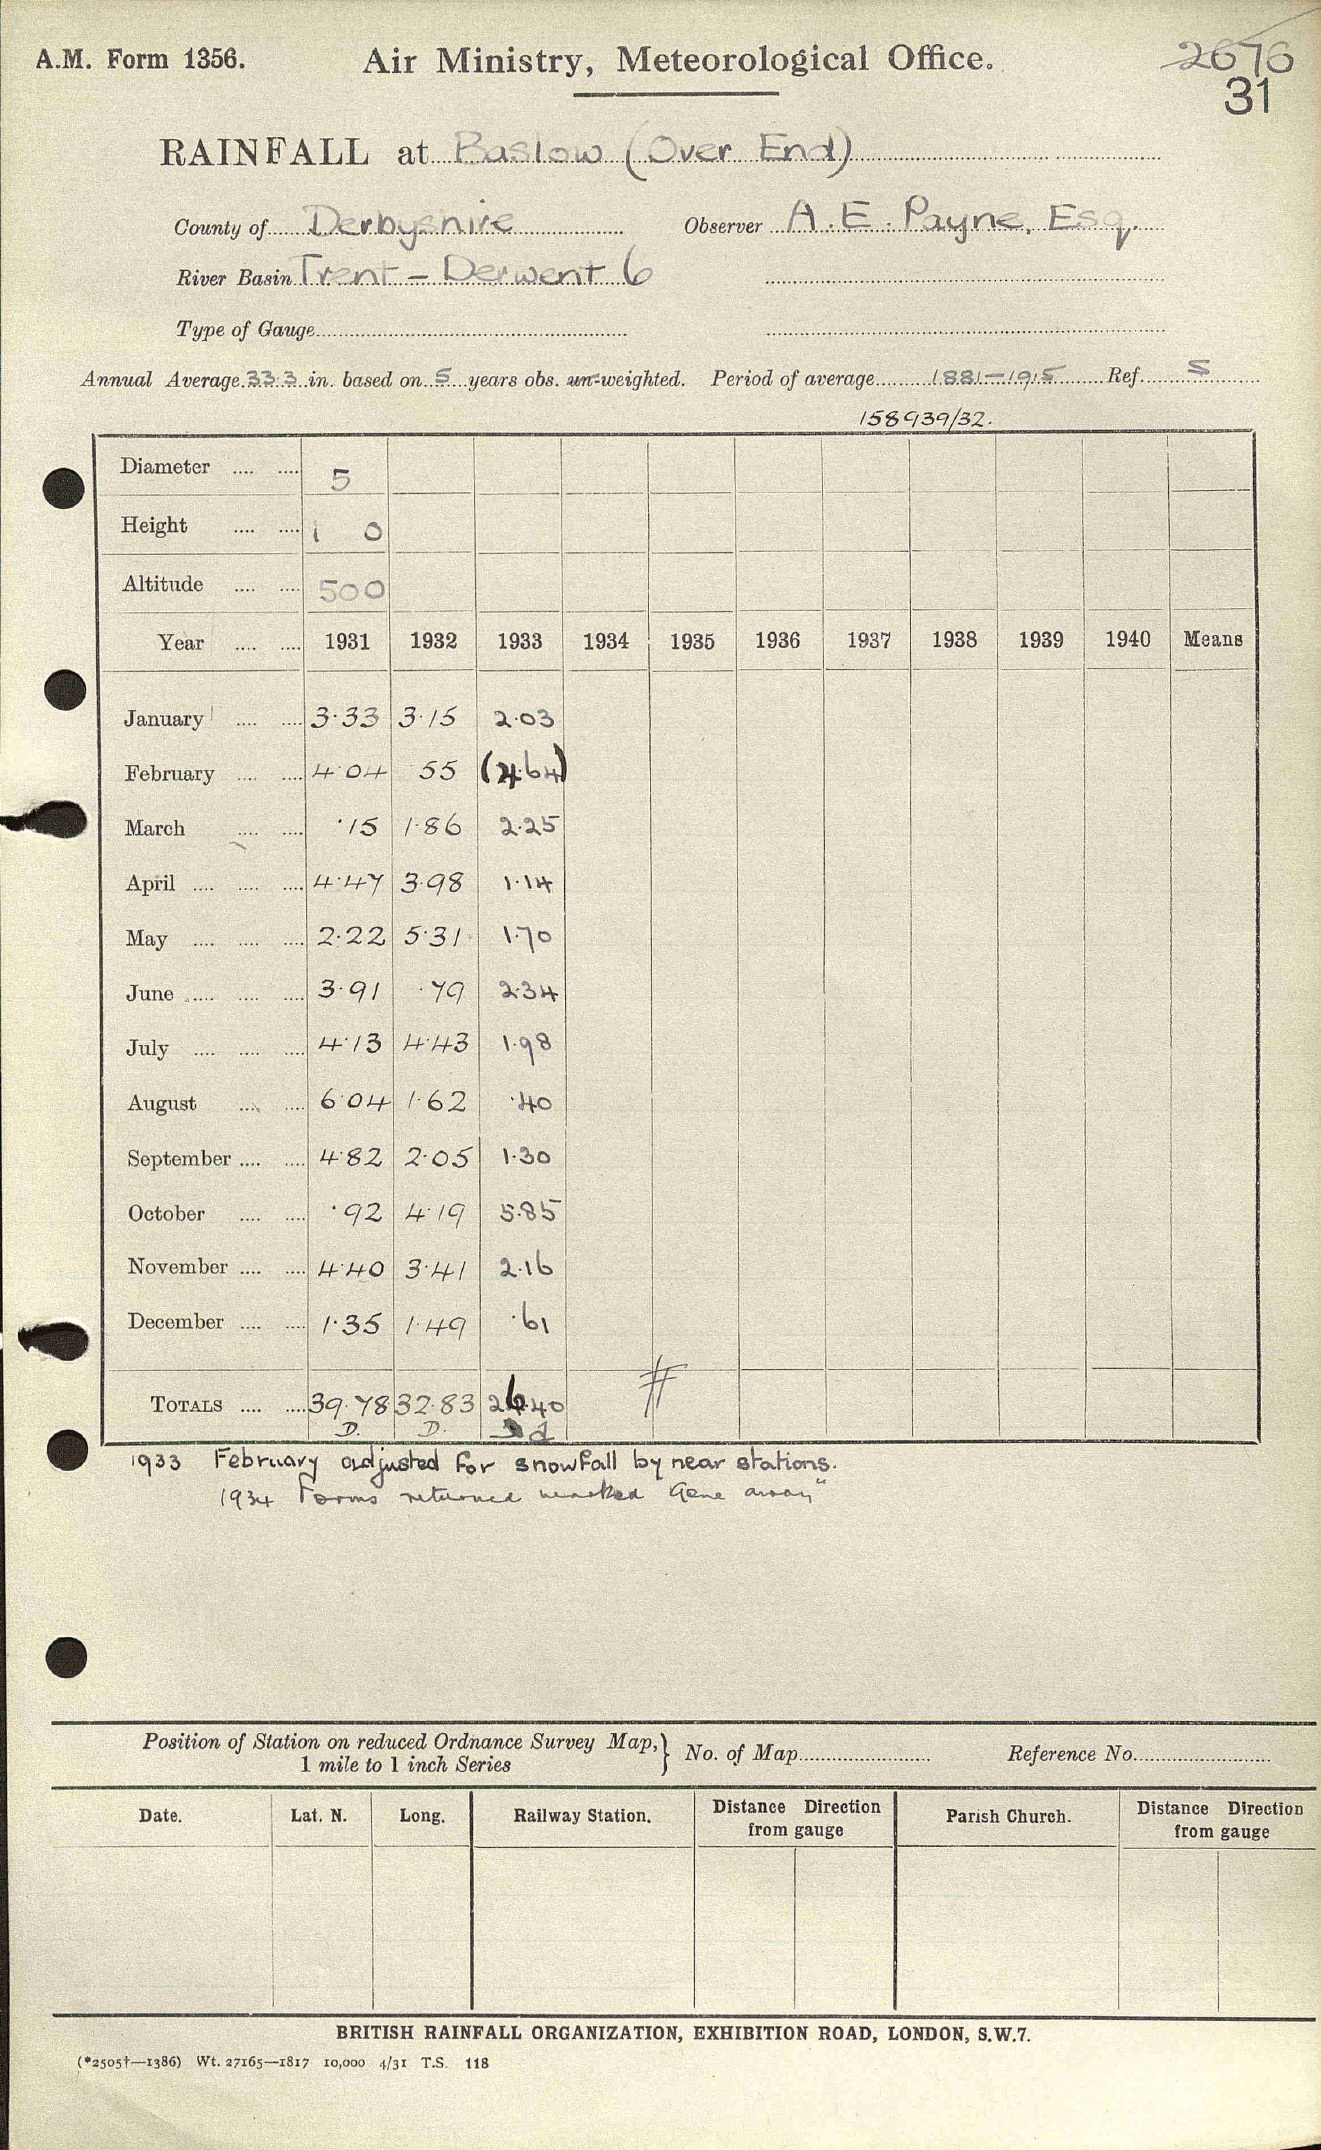 A.M. Form 1356.
Air Ministry, Meteorological Office.
2676
31
RAINFALL at Baslow (Over End)
County of Derbyshire Observer A.E. Payne, Esq.
River Basin Trent – Derwent 6
Type of Gauge
Annual Average 33.3 in. based on 5 years obs. un-weighted. Period of average 1881–1915 Ref. S
158939/32.
Diameter 5
Height 1 0
Altitude 500
Year 1931 1932 1933 1934 1935 1936 1937 1938 1939 1940 Means
January 3.33 3.15 2.03
February 4.04 55 (4.64)
March .15 1.86 2.25
April 4.47 3.98 1.14
May 2.22 5.31 1.70
June 3.91 .79 2.34
July 4.13 4.43 1.98
August 6.04 1.62 .40
September 4.82 2.05 1.30
October .92 4.19 5.85
November 4.40 3.41 2.16
December 1.35 1.49 .61
TOTALS 39.78 32.83 26.40
D. D. d
1933 February adjusted for snowfall by near stations.
1934 Forms returned marked "Gone away"
Position of Station on reduced Ordnance Survey Map, 1 mile to 1 inch Series } No. of Map Reference No.
Date. Lat. N. Long. Railway Station. Distance Direction from gauge Parish Church. Distance Direction from gauge
BRITISH RAINFALL ORGANIZATION, EXHIBITION ROAD, LONDON, S.W.7.
(*2505†—1386) Wt. 27165—1817 10,000 4/31 T.S. 118